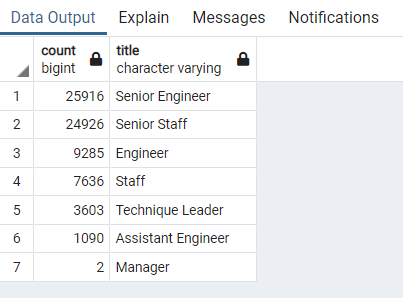 Data Output Explain Messages Notifications
count title
bigint character varying
1 25916 Senior Engineer
2 24926 Senior Staff
3 9285 Engineer
4 7636 Staff
5 3603 Technique Leader
6 1090 Assistant Engineer
7 2 Manager